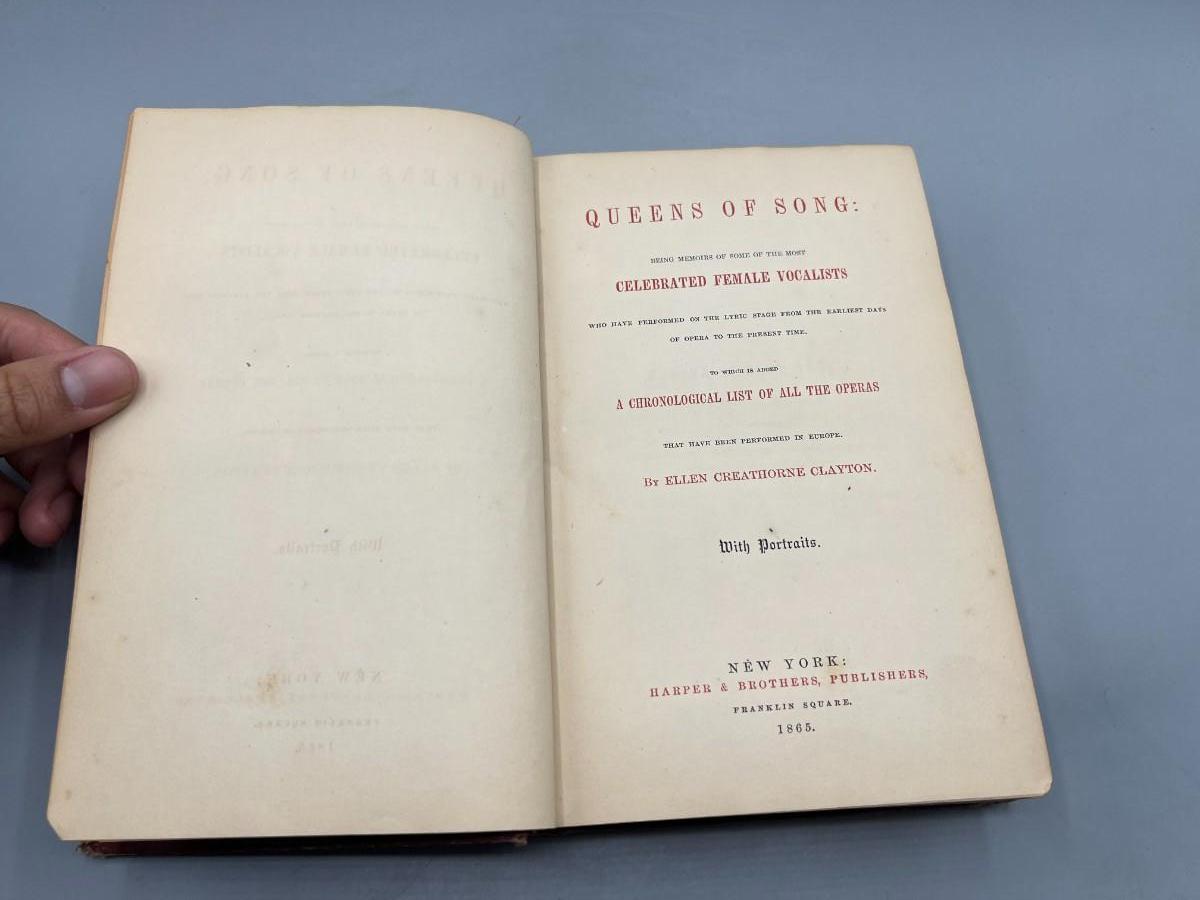 QUEENS OF SONG:
BEING MEMOIRS OF SOME OF THE MOST
CELEBRATED FEMALE VOCALISTS
WHO HAVE PERFORMED ON THE LYRIC STAGE FROM THE EARLIEST DAYS
OF OPERA TO THE PRESENT TIME.
TO WHICH IS ADDED
A CHRONOLOGICAL LIST OF ALL THE OPERAS
THAT HAVE BEEN PERFORMED IN EUROPE.
BY ELLEN CREATHORNE CLAYTON.
With Portraits.
NEW YORK:
HARPER & BROTHERS, PUBLISHERS,
FRANKLIN SQUARE.
1865.